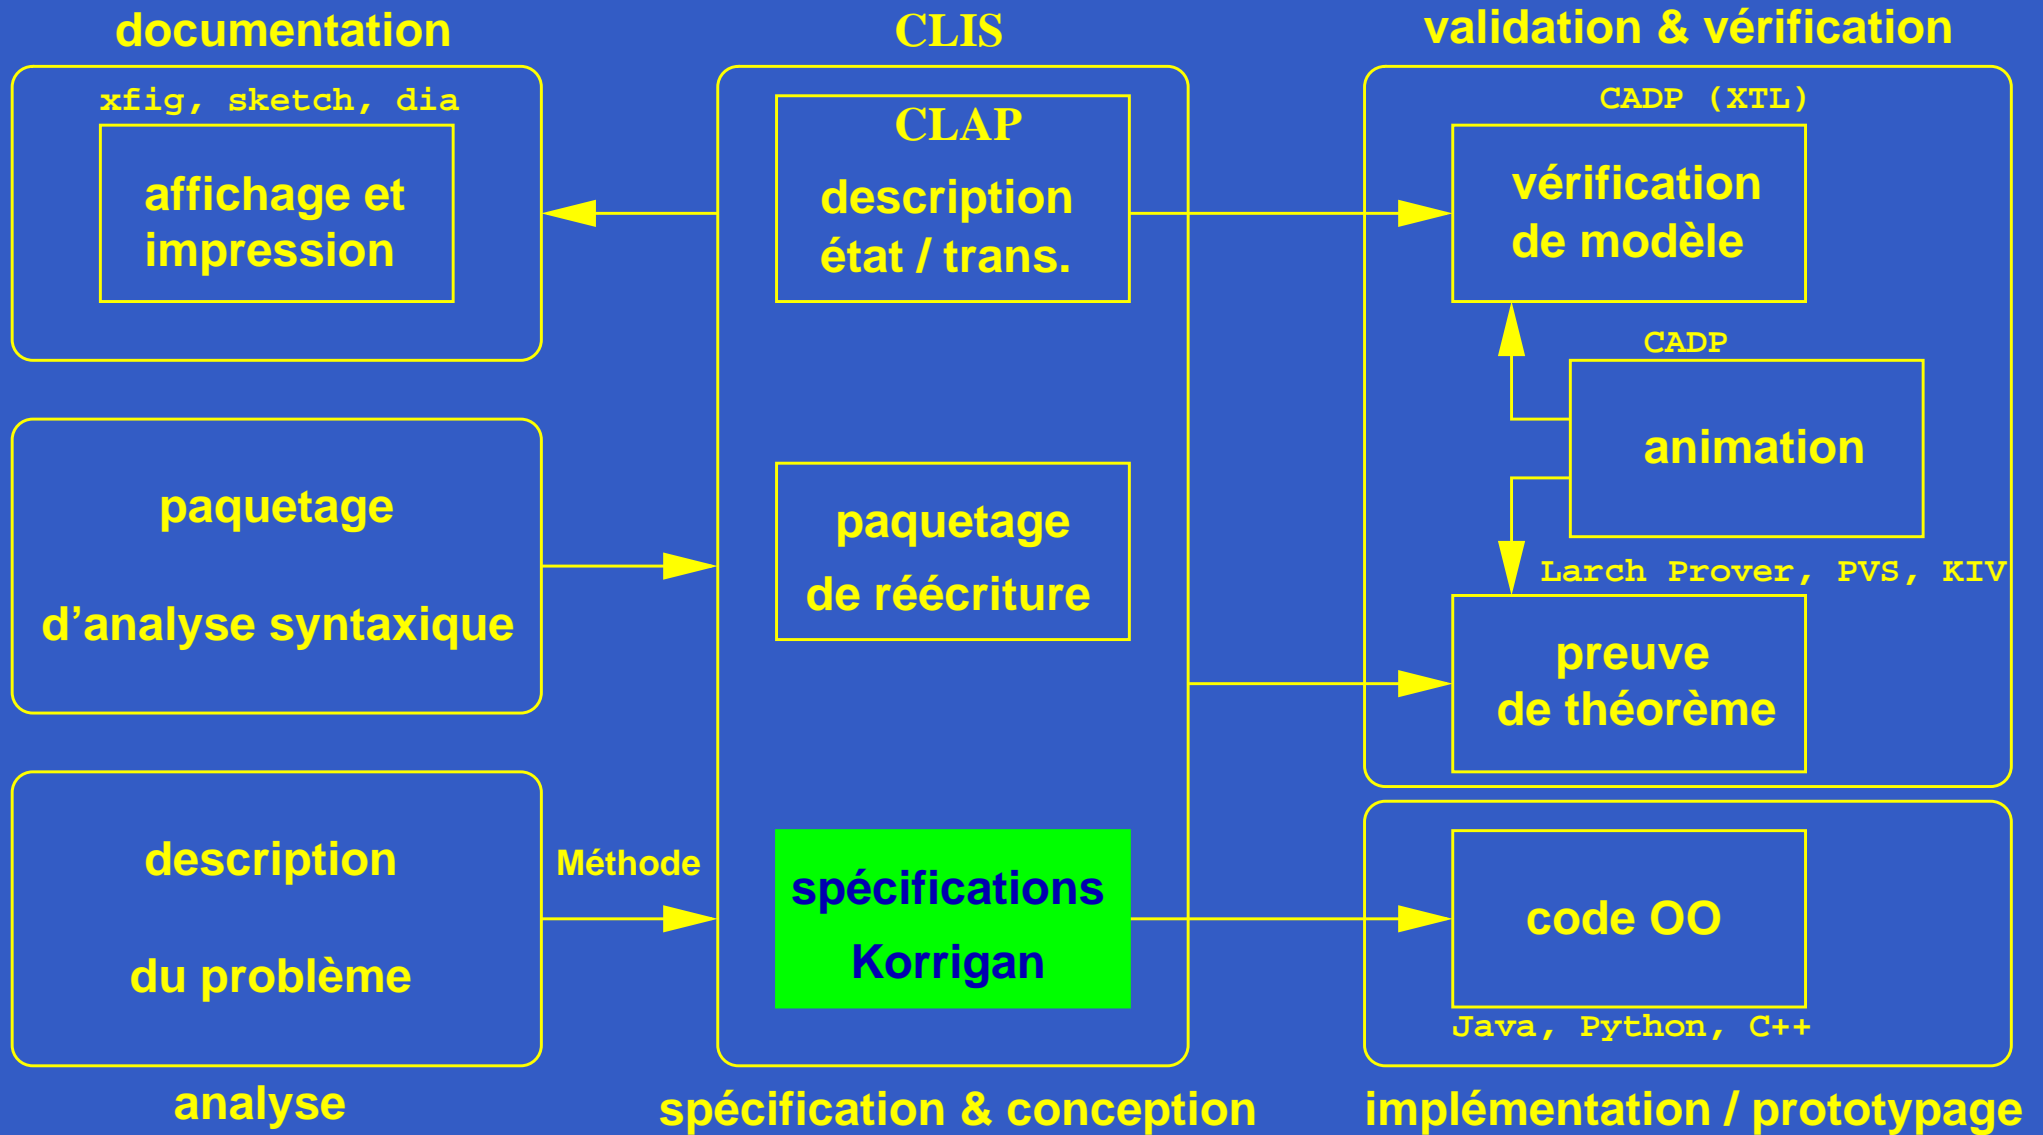 documentation
xfig, sketch, dia
affichage et
impression
paquetage
d’analyse syntaxique
description
du problème
analyse
Méthode
CLIS
CLAP
description
état / trans.
paquetage
de réécriture
spécifications
Korrigan
spécification & conception
validation & vérification
CADP (XTL)
vérification
de modèle
CADP
animation
Larch Prover, PVS, KIV
preuve
de théorème
code OO
Java, Python, C++
implémentation / prototypage